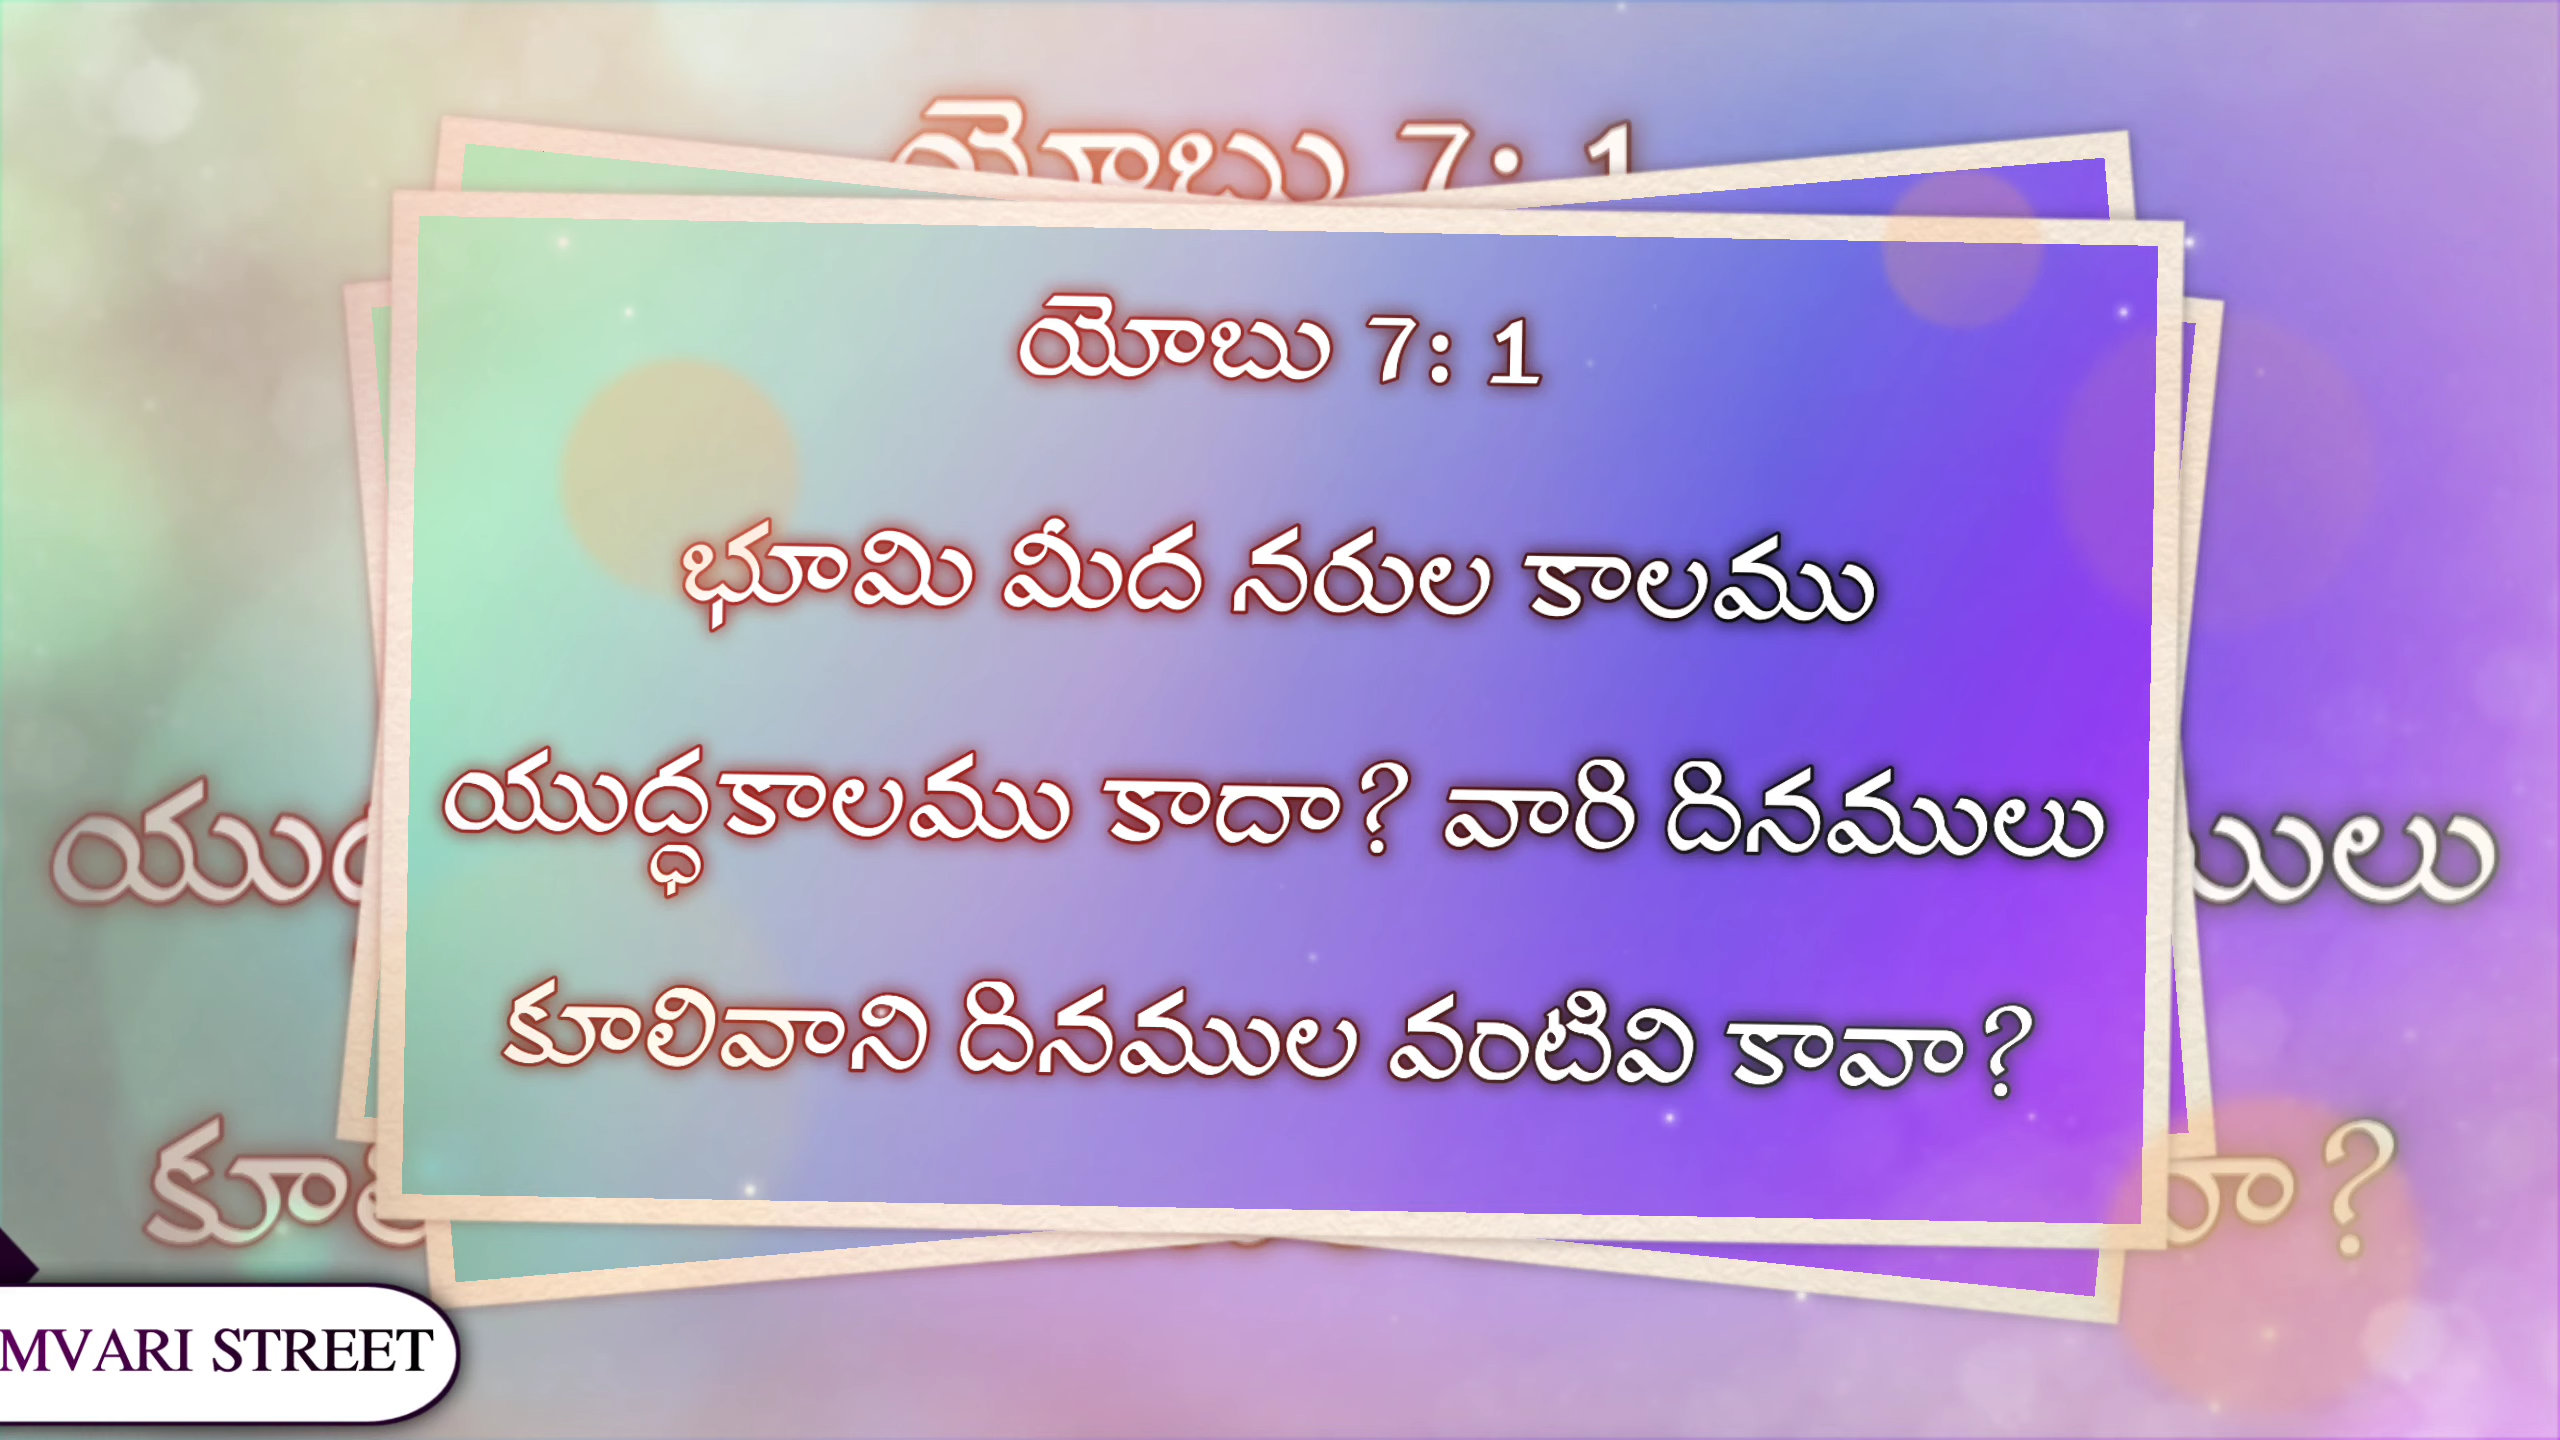 యోబు 7: 1
భూమి మీద నరుల కాలము
యుద్ధకాలము కాదా? వారి దినములు
కూలివాని దినముల వంటివి కావా?
MVARI STREET